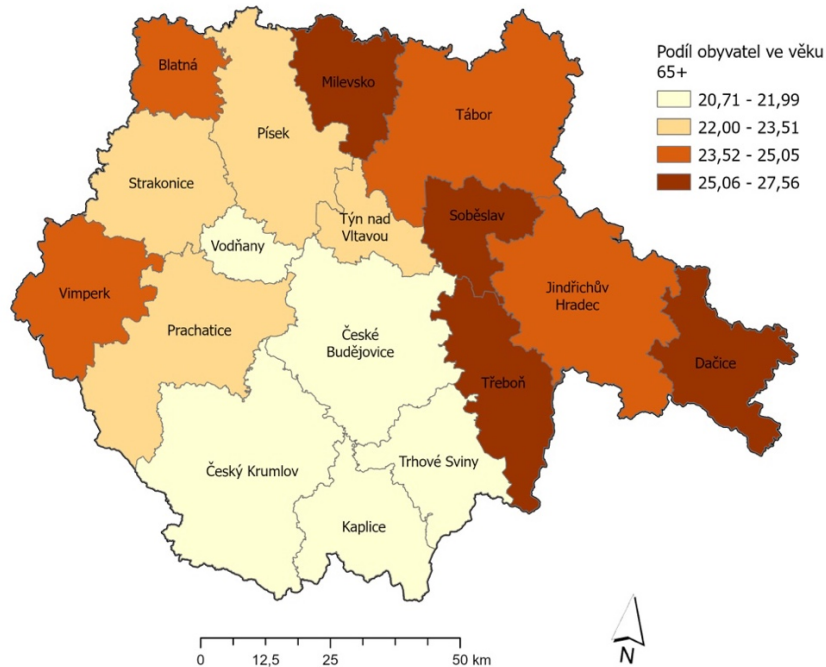 Podíl obyvatel ve věku
65+
20,71 - 21,99
22,00 - 23,51
23,52 - 25,05
25,06 - 27,56
Blatná
Milevsko
Tábor
Písek
Strakonice
Týn nad
Vltavou
Soběslav
Vodňany
Vimperk
Jindřichův
Hradec
Prachatice
České
Budějovice
Dačice
Třeboň
Český Krumlov
Trhové Sviny
Kaplice
0 12,5 25 50 km
N